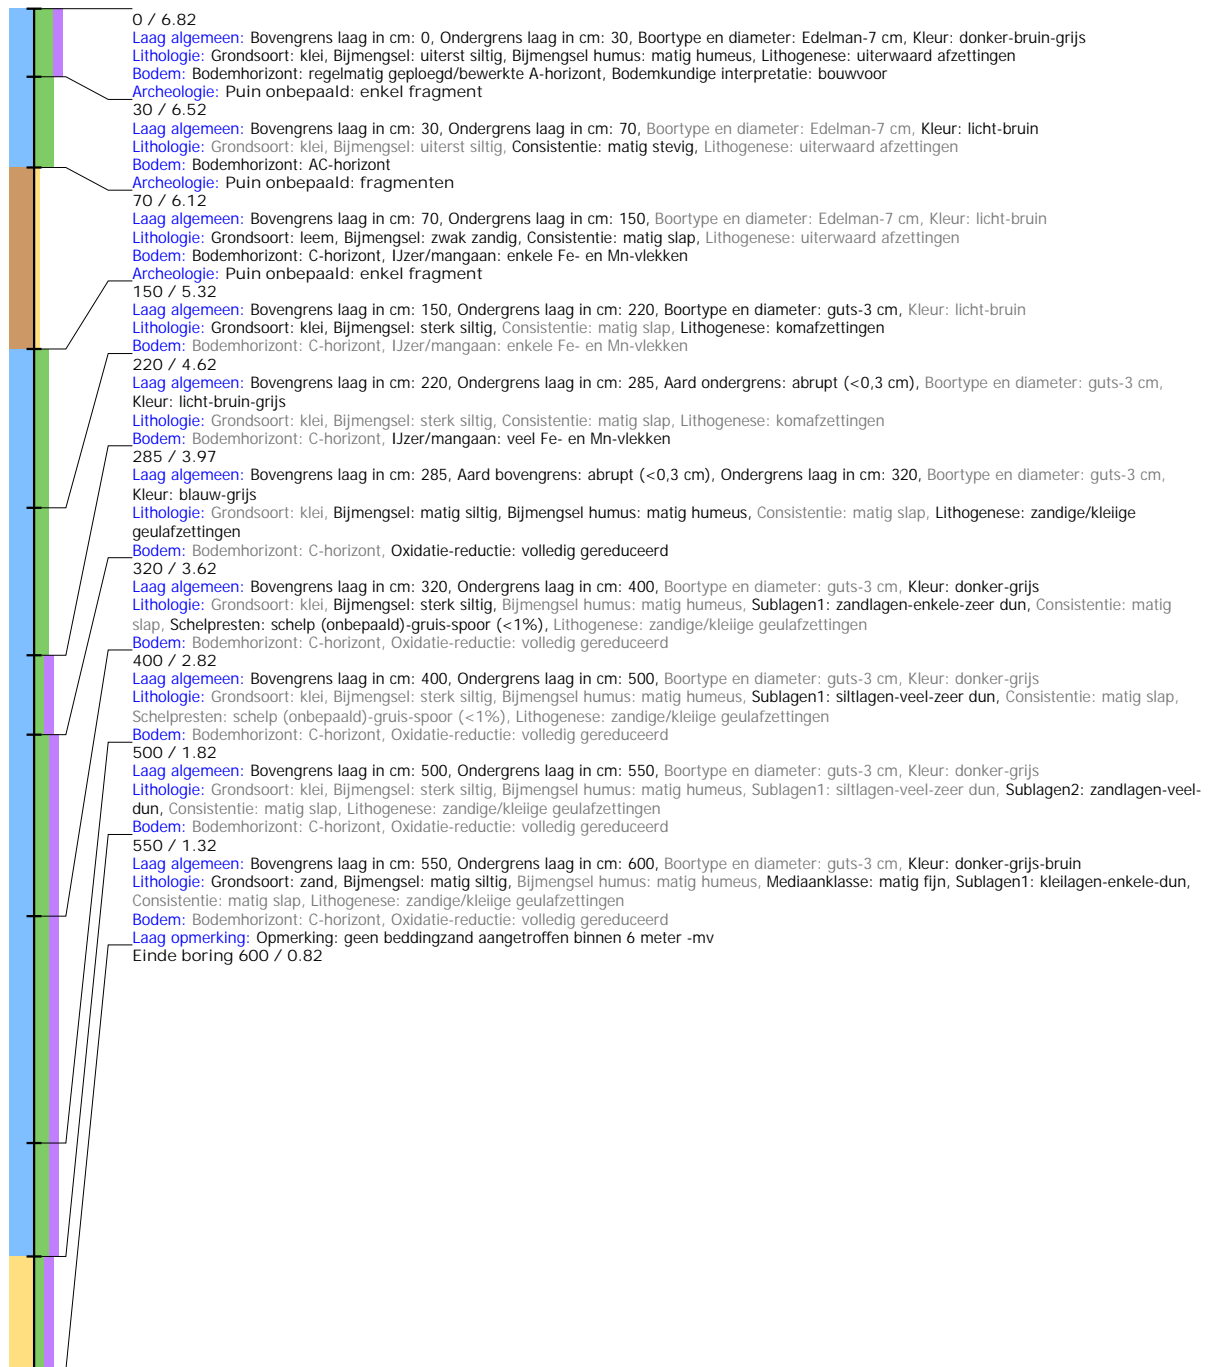 0 / 6.82
Laag algemeen: Bovengrens laag in cm: 0, Ondergrens laag in cm: 30, Boortype en diameter: Edelman-7 cm, Kleur: donker-bruin-grijs
Lithologie: Grondsoort: klei, Bijmengsel: uiterst siltig, Bijmengsel humus: matig humeus, Lithogenese: uiterwaard afzettingen
Bodem: Bodemhorizont: regelmatig geploegd/bewerkte A-horizont, Bodemkundige interpretatie: bouwvoor
Archeologie: Puin onbepaald: enkel fragment
30 / 6.52
Laag algemeen: Bovengrens laag in cm: 30, Ondergrens laag in cm: 70, Boortype en diameter: Edelman-7 cm, Kleur: licht-bruin
Lithologie: Grondsoort: klei, Bijmengsel: uiterst siltig, Consistentie: matig stevig, Lithogenese: uiterwaard afzettingen
Bodem: Bodemhorizont: AC-horizont
Archeologie: Puin onbepaald: fragmenten
70 / 6.12
Laag algemeen: Bovengrens laag in cm: 70, Ondergrens laag in cm: 150, Boortype en diameter: Edelman-7 cm, Kleur: licht-bruin
Lithologie: Grondsoort: leem, Bijmengsel: zwak zandig, Consistentie: matig slap, Lithogenese: uiterwaard afzettingen
Bodem: Bodemhorizont: C-horizont, IJzer/mangaan: enkele Fe- en Mn-vlekken
Archeologie: Puin onbepaald: enkel fragment
150 / 5.32
Laag algemeen: Bovengrens laag in cm: 150, Ondergrens laag in cm: 220, Boortype en diameter: guts-3 cm, Kleur: licht-bruin
Lithologie: Grondsoort: klei, Bijmengsel: sterk siltig, Consistentie: matig slap, Lithogenese: komafzettingen
Bodem: Bodemhorizont: C-horizont, IJzer/mangaan: enkele Fe- en Mn-vlekken
220 / 4.62
Laag algemeen: Bovengrens laag in cm: 220, Ondergrens laag in cm: 285, Aard ondergrens: abrupt (<0,3 cm), Boortype en diameter: guts-3 cm,
Kleur: licht-bruin-grijs
Lithologie: Grondsoort: klei, Bijmengsel: sterk siltig, Consistentie: matig slap, Lithogenese: komafzettingen
Bodem: Bodemhorizont: C-horizont, IJzer/mangaan: veel Fe- en Mn-vlekken
285 / 3.97
Laag algemeen: Bovengrens laag in cm: 285, Aard bovengrens: abrupt (<0,3 cm), Ondergrens laag in cm: 320, Boortype en diameter: guts-3 cm,
Kleur: blauw-grijs
Lithologie: Grondsoort: klei, Bijmengsel: matig siltig, Bijmengsel humus: matig humeus, Consistentie: matig slap, Lithogenese: zandige/kleiige
geulafzettingen
Bodem: Bodemhorizont: C-horizont, Oxidatie-reductie: volledig gereduceerd
320 / 3.62
Laag algemeen: Bovengrens laag in cm: 320, Ondergrens laag in cm: 400, Boortype en diameter: guts-3 cm, Kleur: donker-grijs
Lithologie: Grondsoort: klei, Bijmengsel: sterk siltig, Bijmengsel humus: matig humeus, Sublagen1: zandlagen-enkele-zeer dun, Consistentie: matig
slap, Schelpresten: schelp (onbepaald)-gruis-spoor (<1%), Lithogenese: zandige/kleiige geulafzettingen
Bodem: Bodemhorizont: C-horizont, Oxidatie-reductie: volledig gereduceerd
400 / 2.82
Laag algemeen: Bovengrens laag in cm: 400, Ondergrens laag in cm: 500, Boortype en diameter: guts-3 cm, Kleur: donker-grijs
Lithologie: Grondsoort: klei, Bijmengsel: sterk siltig, Bijmengsel humus: matig humeus, Sublagen1: siltlagen-veel-zeer dun, Consistentie: matig slap,
Schelpresten: schelp (onbepaald)-gruis-spoor (<1%), Lithogenese: zandige/kleiige geulafzettingen
Bodem: Bodemhorizont: C-horizont, Oxidatie-reductie: volledig gereduceerd
500 / 1.82
Laag algemeen: Bovengrens laag in cm: 500, Ondergrens laag in cm: 550, Boortype en diameter: guts-3 cm, Kleur: donker-grijs
Lithologie: Grondsoort: klei, Bijmengsel: sterk siltig, Bijmengsel humus: matig humeus, Sublagen1: siltlagen-veel-zeer dun, Sublagen2: zandlagen-veel-
dun, Consistentie: matig slap, Lithogenese: zandige/kleiige geulafzettingen
Bodem: Bodemhorizont: C-horizont, Oxidatie-reductie: volledig gereduceerd
550 / 1.32
Laag algemeen: Bovengrens laag in cm: 550, Ondergrens laag in cm: 600, Boortype en diameter: guts-3 cm, Kleur: donker-grijs-bruin
Lithologie: Grondsoort: zand, Bijmengsel: matig siltig, Bijmengsel humus: matig humeus, Mediaanklasse: matig fijn, Sublagen1: kleilagen-enkele-dun,
Consistentie: matig slap, Lithogenese: zandige/kleiige geulafzettingen
Bodem: Bodemhorizont: C-horizont, Oxidatie-reductie: volledig gereduceerd
Laag opmerking: Opmerking: geen beddingzand aangetroffen binnen 6 meter -mv
Einde boring 600 / 0.82